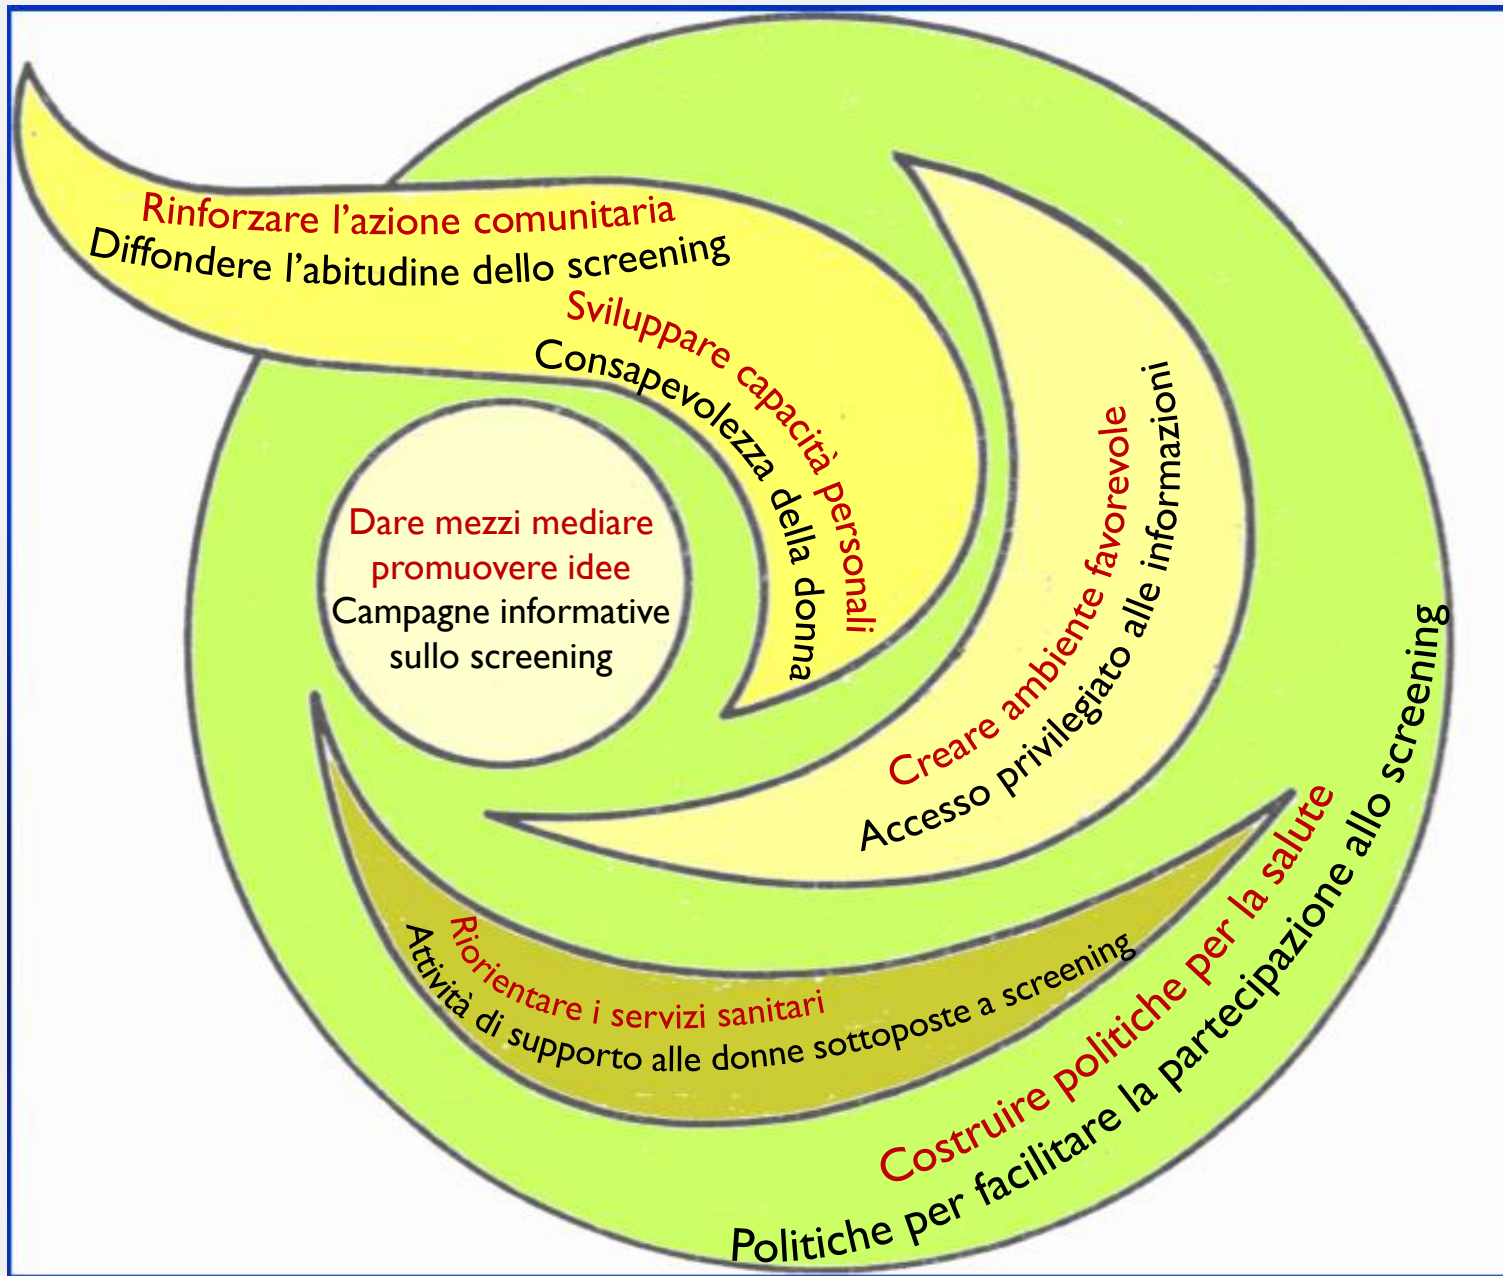 Rinforzare l’azione comunitaria
Diffondere l’abitudine dello screening
Sviluppare capacità personali
Consapevolezza della donna
Dare mezzi mediare
promuovere idee
Campagne informative
sullo screening
Creare ambiente favorevole
Accesso privilegiato alle informazioni
Riorientare i servizi sanitari
Attività di supporto alle donne sottoposte a screening
Costruire politiche per la salute
Politiche per facilitare la partecipazione allo screening